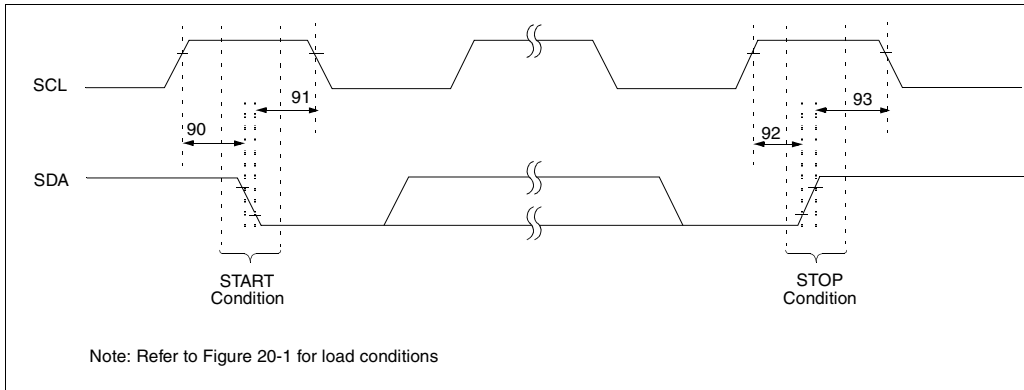 SCL
91
93
90
92
SDA
START
Condition
STOP
Condition
Note: Refer to Figure 20-1 for load conditions